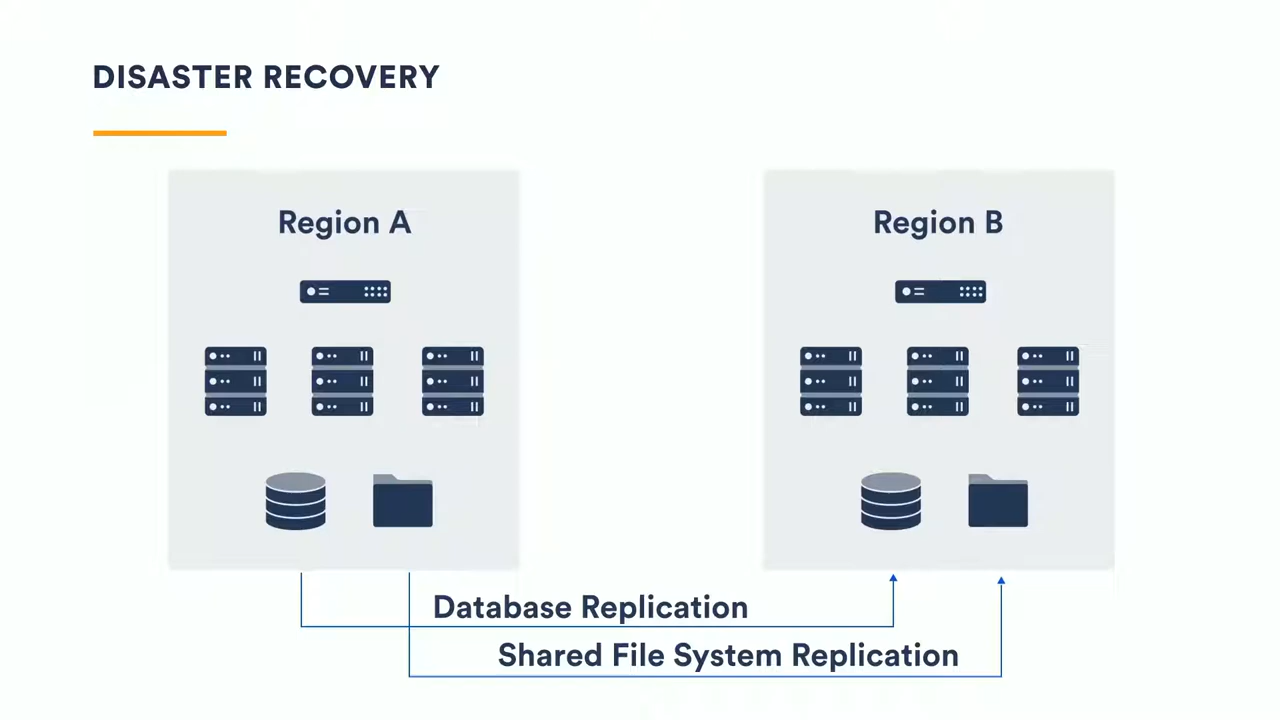 DISASTER RECOVERY
Region A
Region B
Database Replication
Shared File System Replication